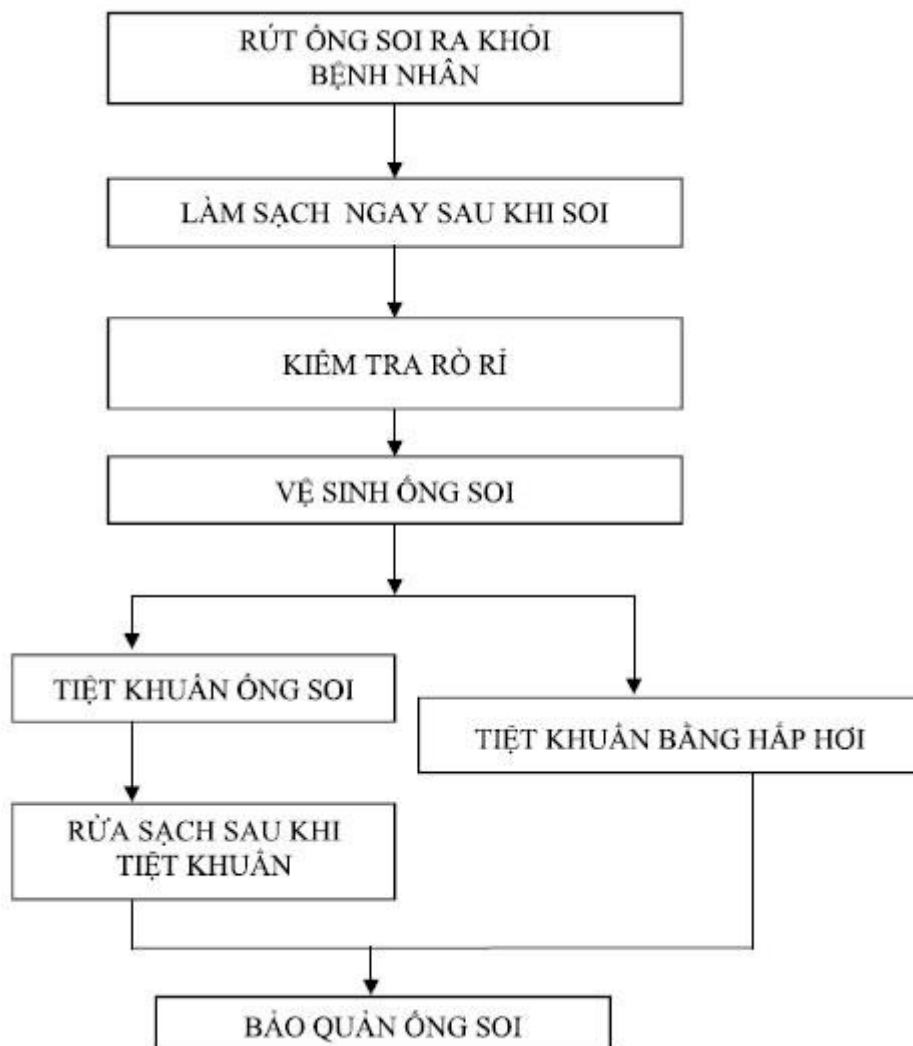 RÚT ỐNG SOI RA KHỎI
BỆNH NHÂN
LÀM SẠCH NGAY SAU KHI SOI
KIỂM TRA RÒ RỈ
VỆ SINH ỐNG SOI
TIỆT KHUẨN ỐNG SOI
TIỆT KHUẨN BẰNG HẤP HƠI
RỬA SẠCH SAU KHI
TIỆT KHUẨN
BẢO QUẢN ỐNG SOI